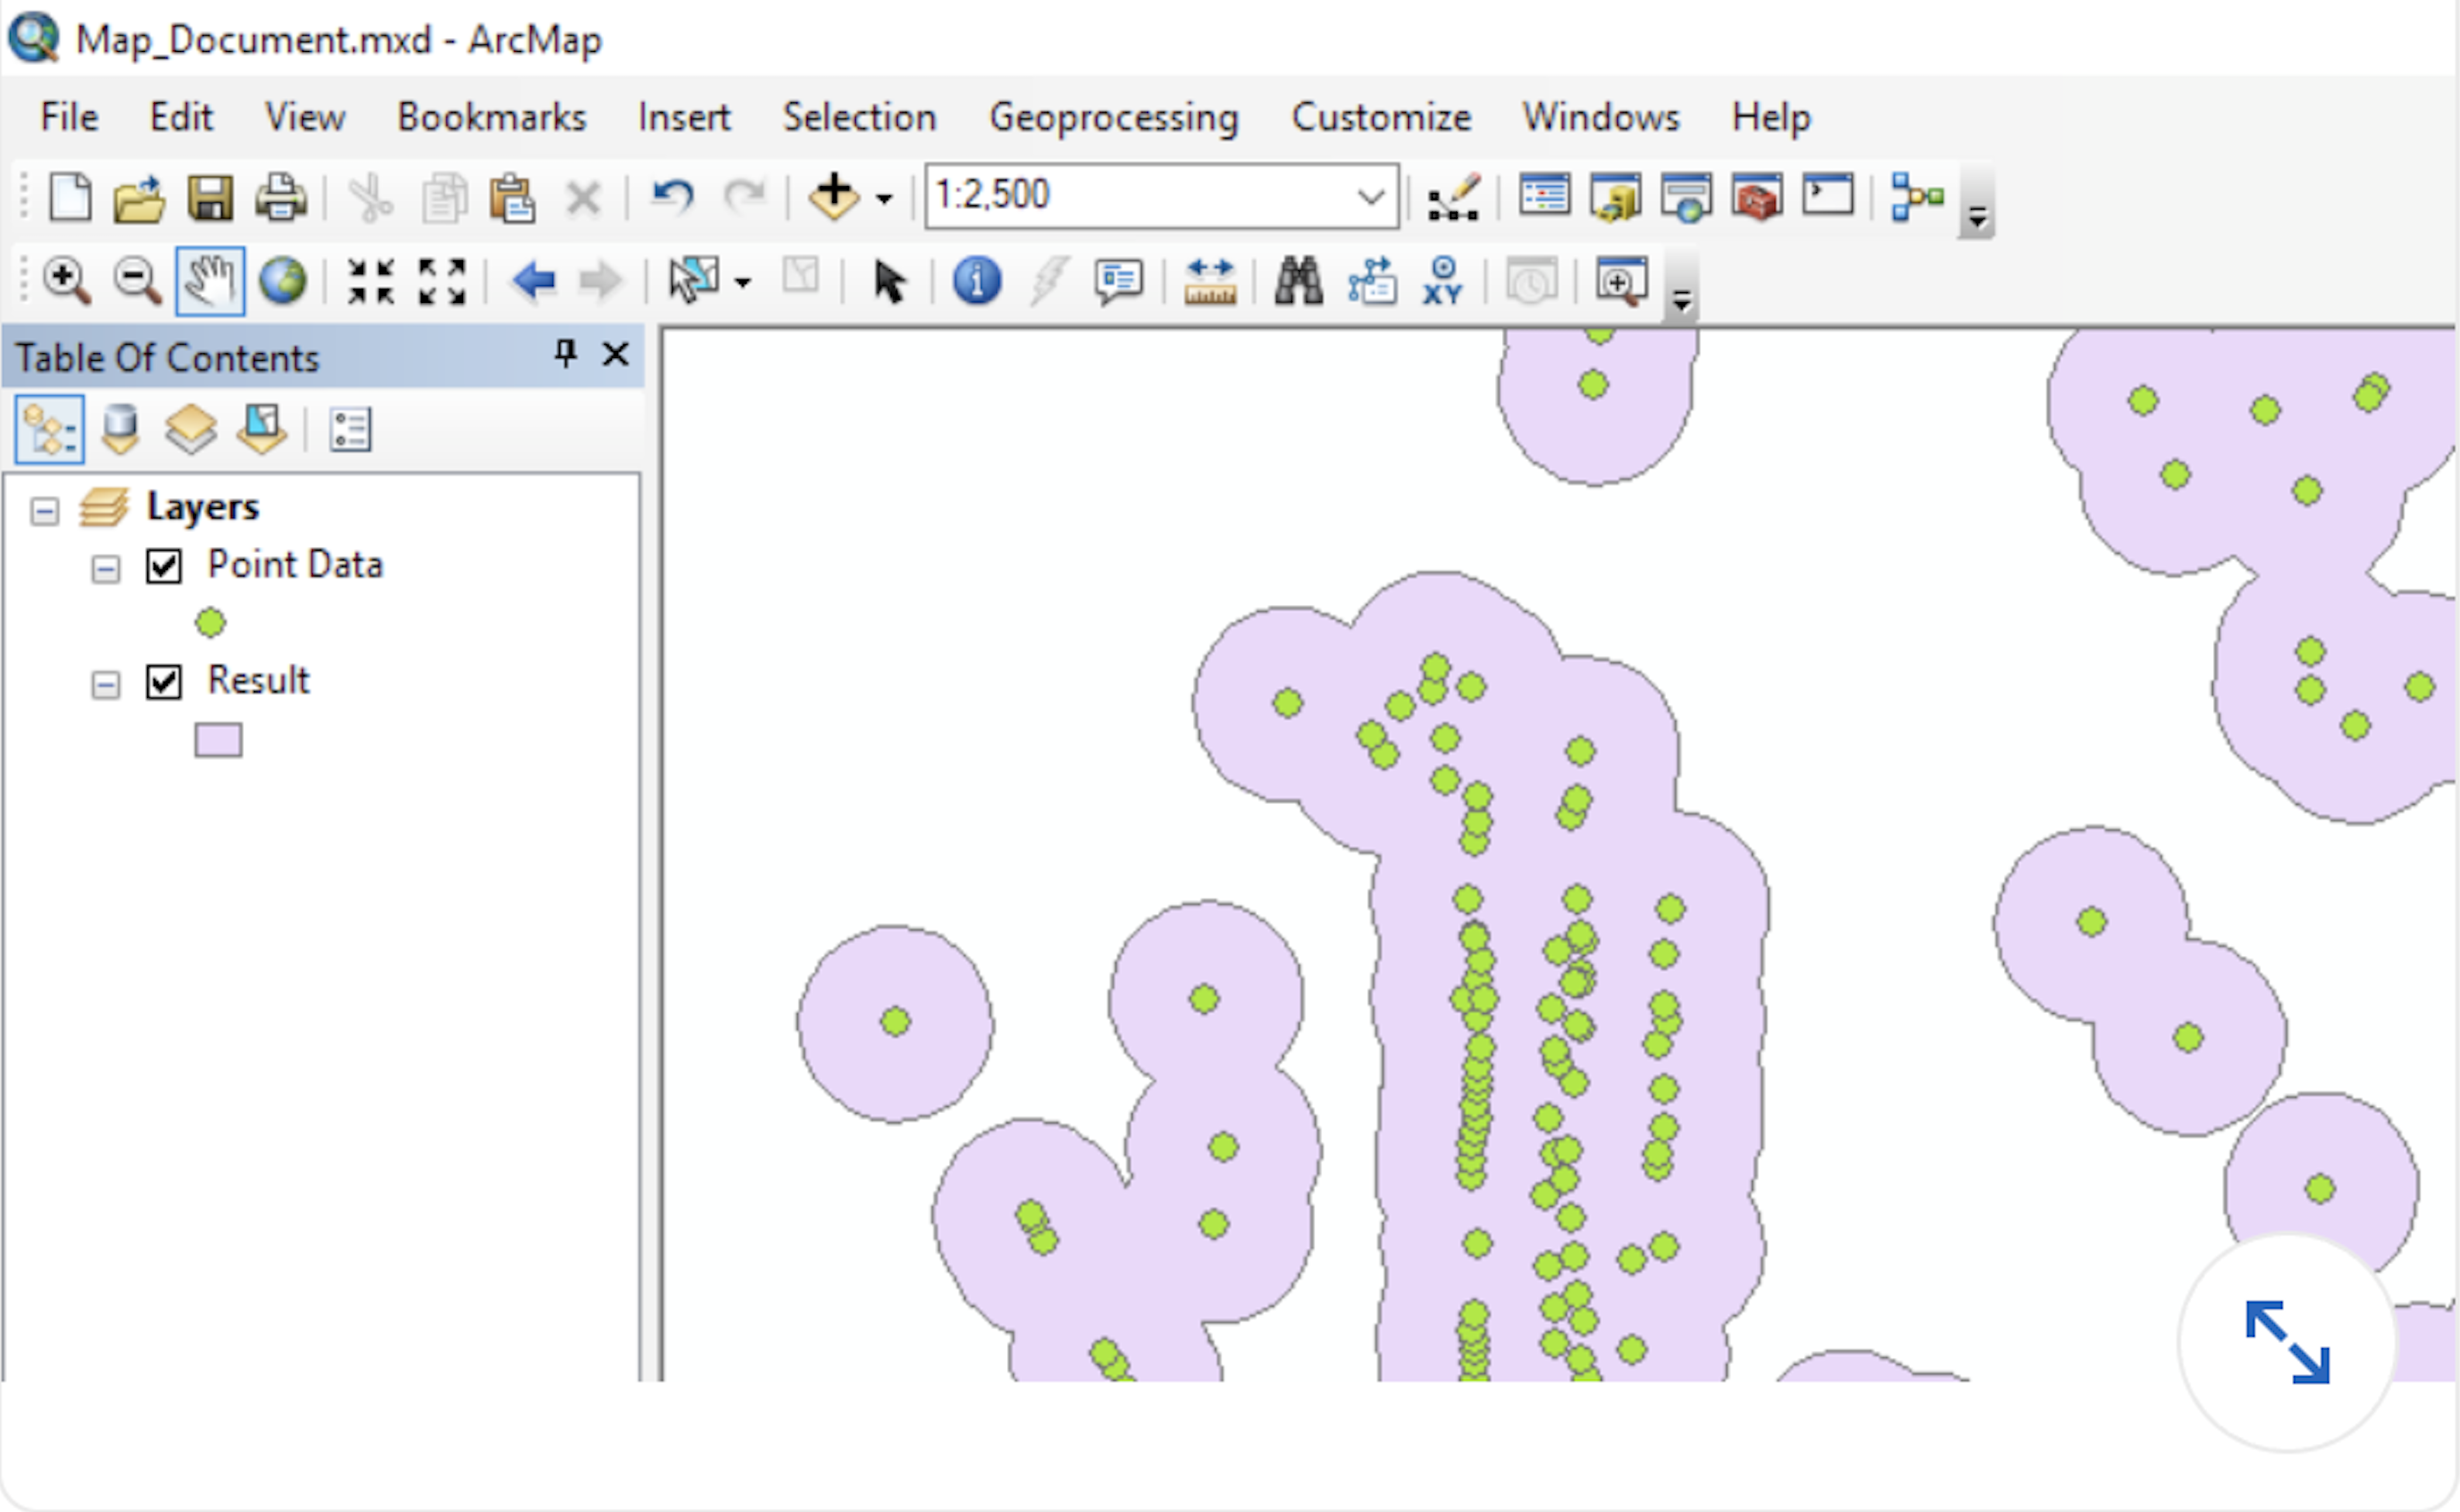 Map_Document.mxd - ArcMap
File Edit View Bookmarks Insert Selection Geoprocessing Customize Windows Help
1:2,500
XY
Table Of Contents
Layers
Point Data
Result